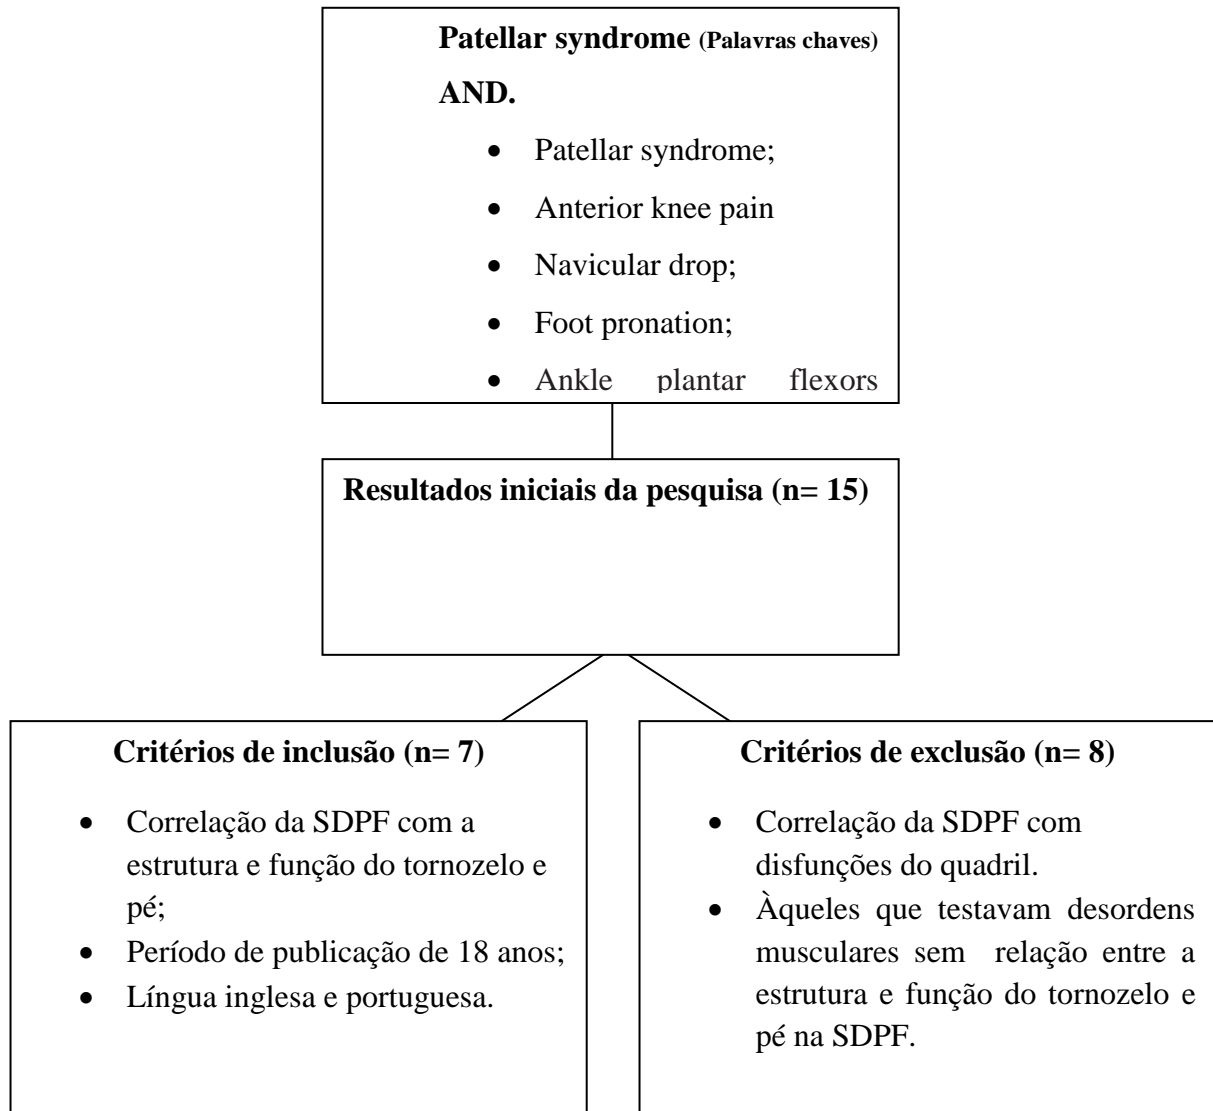 Patellar syndrome (Palavras chaves)
AND.
• Patellar syndrome;
• Anterior knee pain
• Navicular drop;
• Foot pronation;
• Ankle plantar flexors
Resultados iniciais da pesquisa (n= 15)
Critérios de inclusão (n= 7)
• Correlação da SDPF com a
estrutura e função do tornozelo e
pé;
• Período de publicação de 18 anos;
• Língua inglesa e portuguesa.
Critérios de exclusão (n= 8)
• Correlação da SDPF com
disfunções do quadril.
• Àqueles que testavam desordens
musculares sem relação entre a
estrutura e função do tornozelo e
pé na SDPF.